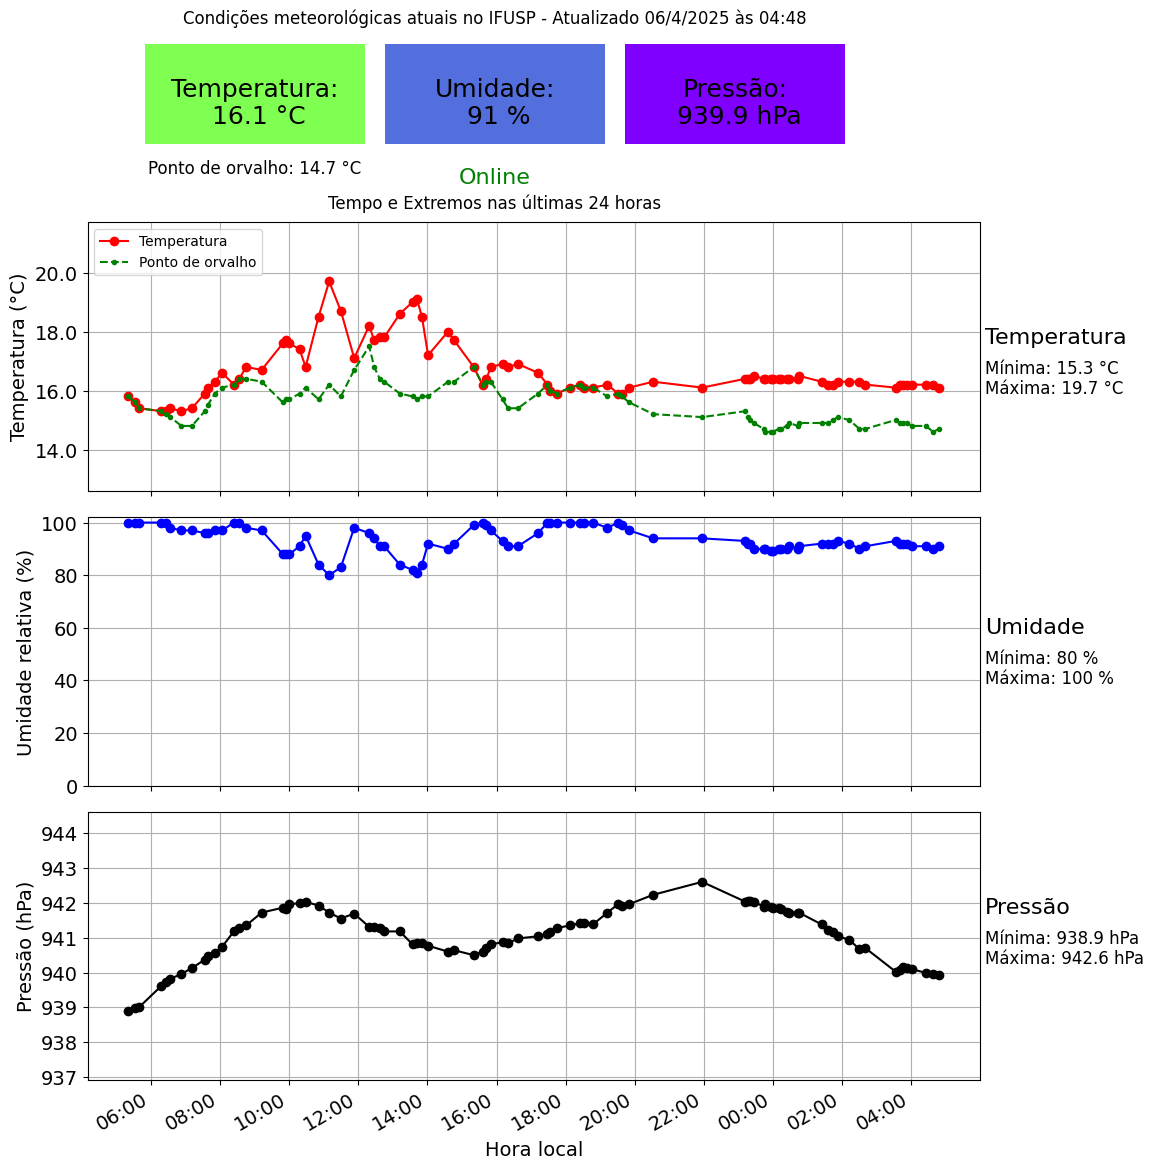 Condições meteorológicas atuais no IFUSP - Atualizado 06/4/2025 às 04:48
Temperatura:
16.1 °C
Umidade:
91 %
Pressão:
939.9 hPa
Ponto de orvalho: 14.7 °C
Online
Tempo e Extremos nas últimas 24 horas
Temperatura
Ponto de orvalho
Temperatura (°C)
20.0
18.0
16.0
14.0
Temperatura
Mínima: 15.3 °C
Máxima: 19.7 °C
Umidade relativa (%)
100
80
60
40
20
0
Umidade
Mínima: 80 %
Máxima: 100 %
Pressão (hPa)
944
943
942
941
940
939
938
937
Pressão
Mínima: 938.9 hPa
Máxima: 942.6 hPa
06:00 08:00 10:00 12:00 14:00 16:00 18:00 20:00 22:00 00:00 02:00 04:00
Hora local